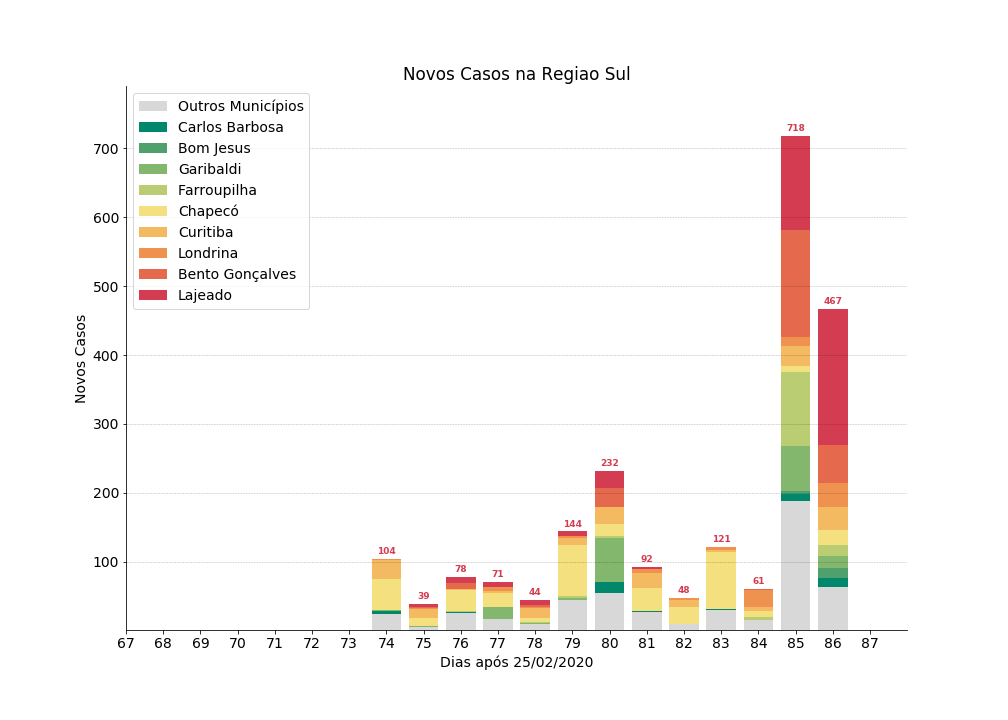 Novos Casos na Regiao Sul
Outros Municípios
Carlos Barbosa
Bom Jesus
Garibaldi
Farroupilha
Chapecó
Curitiba
Londrina
Bento Gonçalves
Lajeado
Novos Casos
700
600
500
400
300
200
100
104
39
78
71
44
144
232
92
48
121
61
718
467
67 68 69 70 71 72 73 74 75 76 77 78 79 80 81 82 83 84 85 86 87
Dias após 25/02/2020